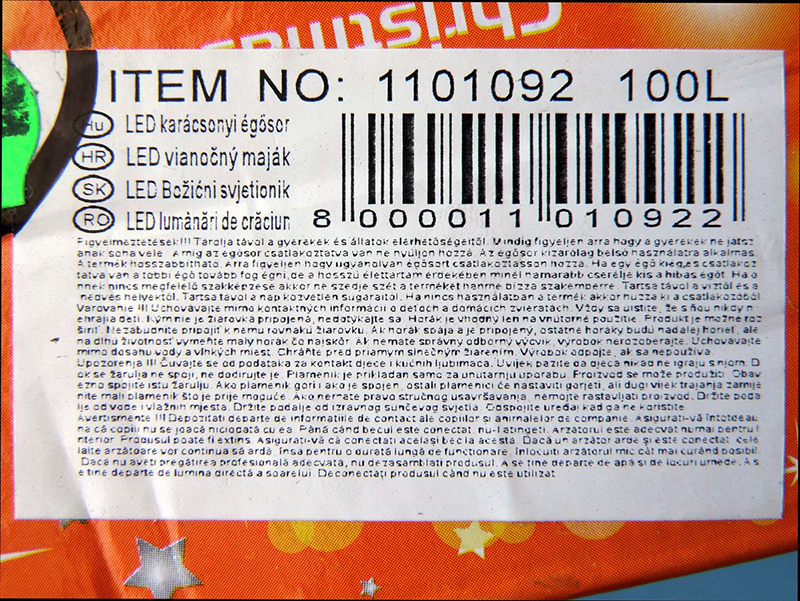 Christmas
ITEM NO: 1101092 100L
HU LED karácsonyi égősor
HR LED vianočný maják
SK LED Božićni svjetionik
RO LED lumânări de crăciun
8 000011 010922
Figyelmeztetések!!! Tárolja távol a gyerekek és állatok elérhetőségeitől. Mindig figyeljen arra hogy a gyerekek ne játsz
anak soha vele. Amíg az égősor csatlakoztatva van ne nyúljon hozzá. Az égősor kizárolag belső használatra alkalmas.
A termék hosszabbítható. Arra figyeljen hogy ugyanolyan égősort csatlakoztasson hozzá. Ha egy égő kiégés csatlakoz
tatva van a többi égő tovább fog égni, de a hosszú élettartam érdekében minél hamarabb cserélje ki s a hibás égőt. Ha ö
nnek nincs megfelelő szakképzése akkor ne szedje szét a terméket hanme bízza szakemberre. Tartsa távol a víztől és a
nedvés helyektől. Tartsa távol a nap közvetlen sugaraitól. Ha nincs használatban a termék akkor húzza ki a csatlakozóból.
Varovanie !!! Uchovávajte mimo kontaktných informácií o deťoch a domácich zvieratách. Vždy sa uistite, že s ňou nikdy n
ehrajú deti. Kým nie je žiarovka pripojená, nedotýkajte sa. Horák je vhodný len na vnútorné použitie. Produkt je možné roz
šíriť. Nezabudnite pripojiť k nemu rovnakú žiarovku. Ak horák spája a je pripojený, ostatné horáky budú naďalej horieť, ale
na dlhú životnosť vymeňte malý horák čo najskôr. Ak nemáte správny odborný výcvik, výrobok nerozoberajte. Uchovávajte
mimo dosahu vody a vlhkých miest. Chráňte pred priamym slnečným žiarením. Výrobok odpojte, ak sa nepoužíva
Upozorenja !!! Čuvajte se od podataka za kontakt djece i kućnih ljubimaca. Uvijek pazite da djeca nikad ne igraju s njom. D
ok se žarulja ne spoji, ne dodirujte je. Plamenik je prikladan samo za unutarnju uporabu. Proizvod se može produžiti. Obav
ezno spojite istu žarulju. Ako plamenik gori i ako je spojen, ostali plamenici će nastaviti gorjeti, ali dugi vijek trajanja zamije
nite mali plamenik što je prije moguće. Ako nemate pravo stručnog usavršavanja, nemojte rastavljati proizvod. Držite poda
lje od vode i vlažnih mjesta. Držite podalje od izravnog sunčevog svjetla. Gospojite uređaj kad ga ne koristite
Avertismente !!! Depozitati departe de informatiile de contact ale copiilor și animalelor de companie. Asigurati-vă întotdeau
na că copiii nu se joacă niciodată cu ea. Până când becul este conectat, nu-l atingeți. Arzătorul este adecvat numai pentru i
nterior. Produsul poate fi extins. Asigurati-vă că conectati același bec la acesta. Dacă un arzător arde și este conectat, cele
lalte arzătoare vor continua să ardă, însă pentru o durată lungă de functionare, înlocuiti arzătorul mic cât mai curând posibil.
Dacă nu aveți pregătirea profesională adecvată, nu dezasamblati produsul. A se tine departe de apă și de locuri umede. A s
e tine departe de lumina directă a soarelui. Deconectați produsul când nu este utilizat